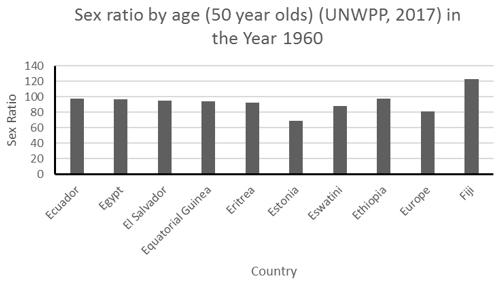 Sex ratio by age (50 year olds) (UNWPP, 2017) in
the Year 1960
140
120
100
80
60
40
20
0
Sex Ratio
Ecuador
Egypt
El Salvador
Equatorial Guinea
Eritrea
Estonia
Eswatini
Ethiopia
Europe
Fiji
Country